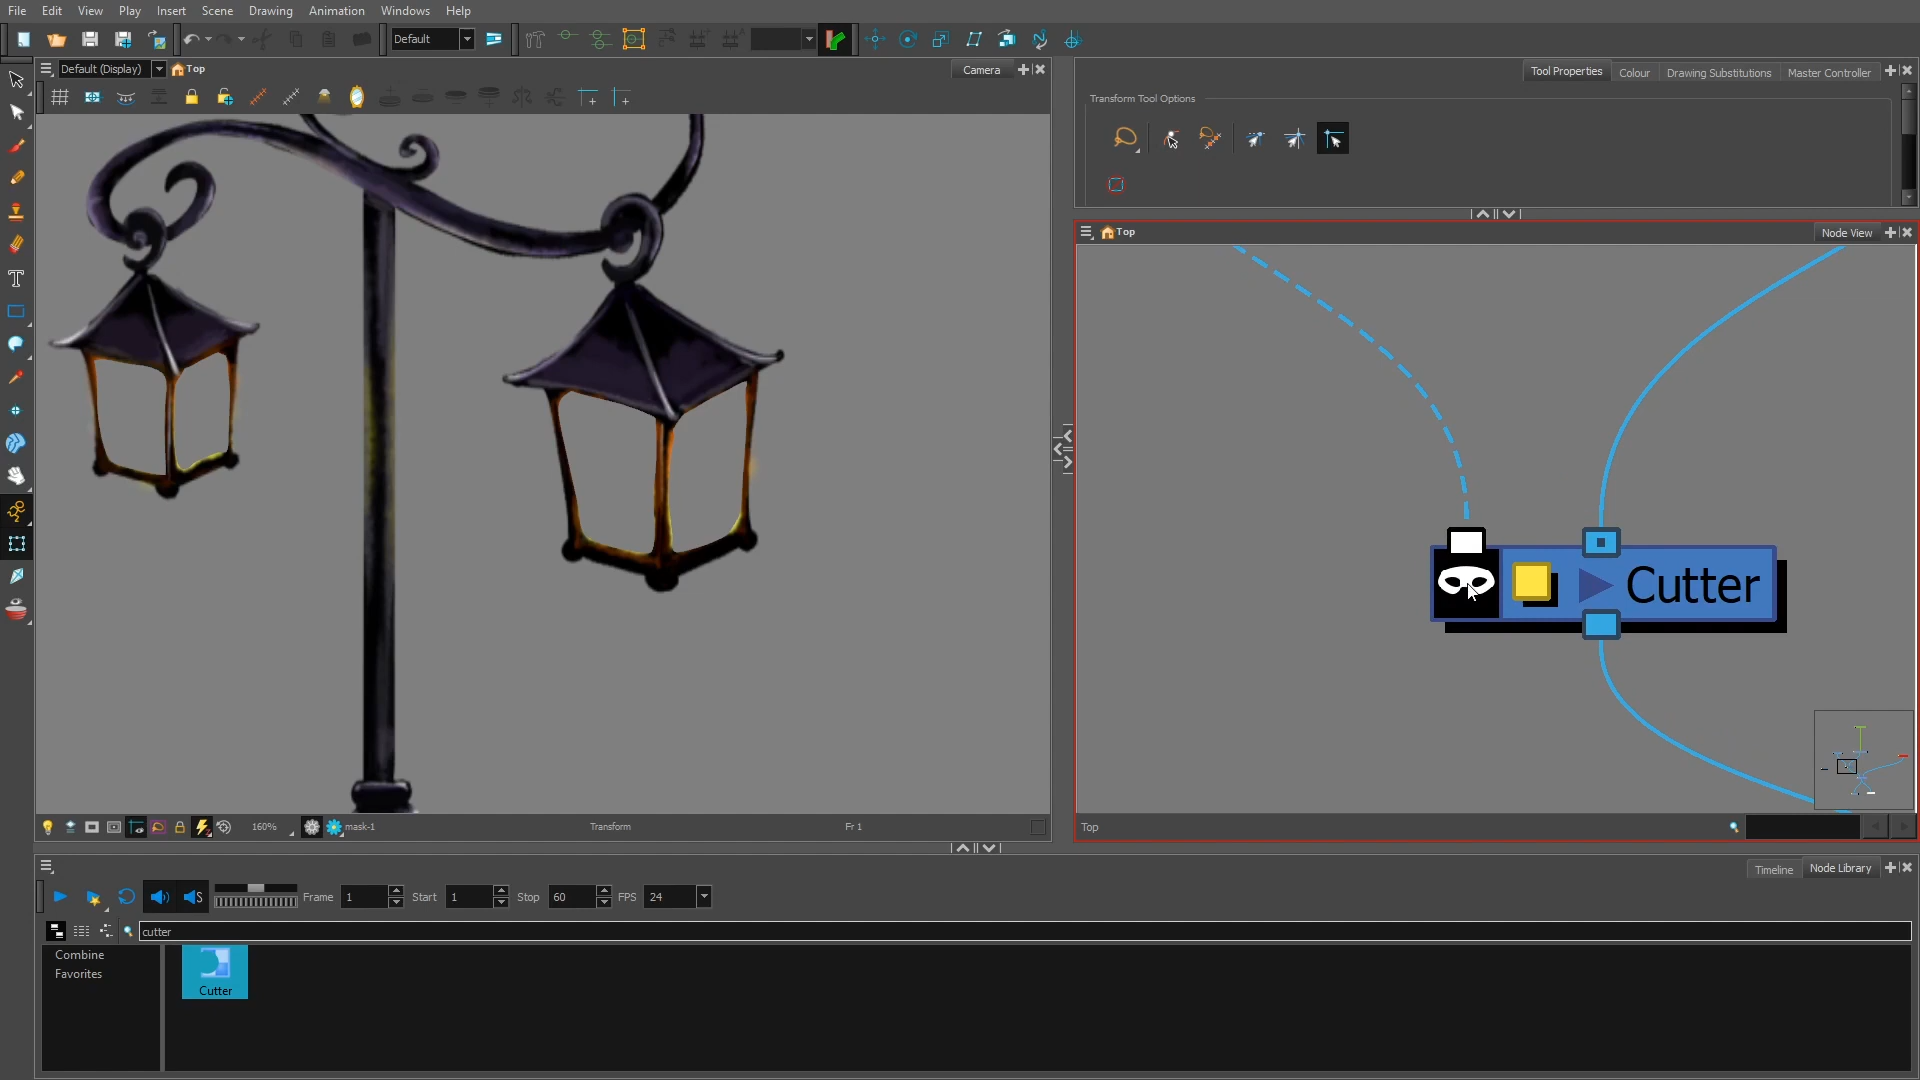 File Edit View Play Insert Scene Drawing Animation Windows Help
Default
Default (Display) Top Camera
Tool Properties Colour Drawing Substitutions Master Controller
Transform Tool Options
Top Node View
Cutter
160% mask-1 Transform Fr 1
Top
Timeline Node Library
Frame 1 Start 1 Stop 60 FPS 24
cutter
Combine
Favorites
Cutter